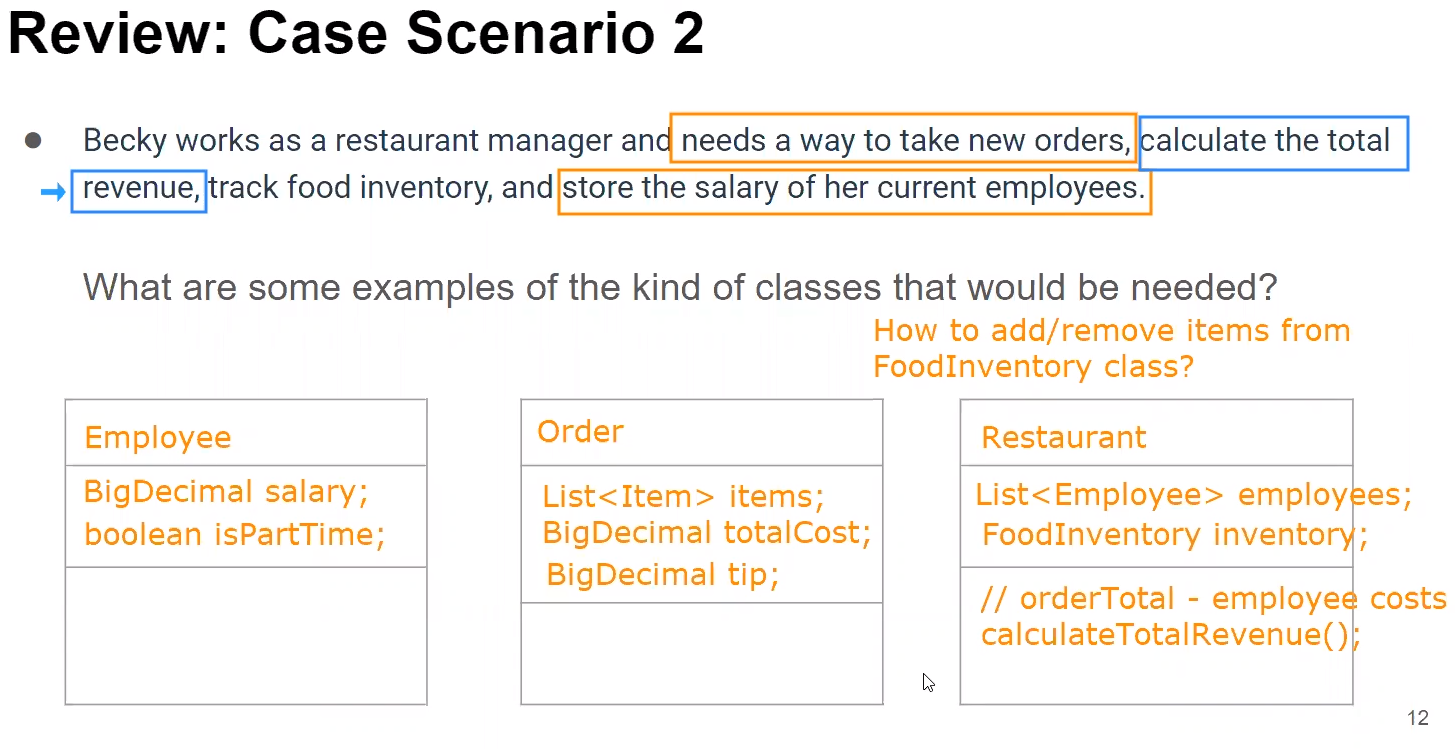 Review: Case Scenario 2
● Becky works as a restaurant manager and needs a way to take new orders, calculate the total
revenue, track food inventory, and store the salary of her current employees.
What are some examples of the kind of classes that would be needed?
How to add/remove items from
FoodInventory class?
Employee
BigDecimal salary;
boolean isPartTime;
Order
List<Item> items;
BigDecimal totalCost;
BigDecimal tip;
Restaurant
List<Employee> employees;
FoodInventory inventory;
// orderTotal - employee costs
calculateTotalRevenue();
12